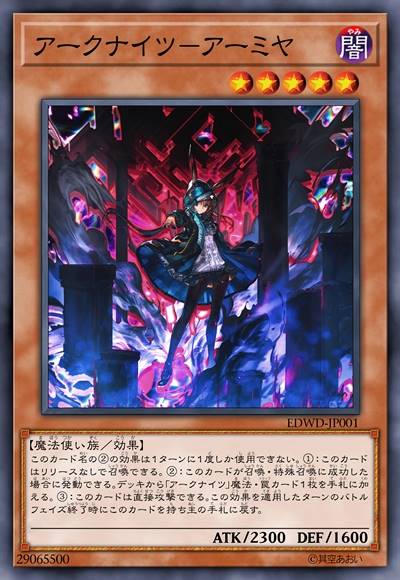 アークナイツ－アーミヤ
闇
EDWD-JP001
【魔法使い族／効果】
このカード名の②の効果は1ターンに1度しか使用できない。①：このカード
はリリースなしで召喚できる。②：このカードが召喚・特殊召喚に成功した
場合に発動できる。デッキから「アークナイツ」魔法・罠カード1枚を手札に加
える。③：このカードは直接攻撃できる。この効果を適用したターンのバトル
フェイズ終了時にこのカードを持ち主の手札に戻す。
ATK/2300 DEF/1600
29065500
©其空あおい